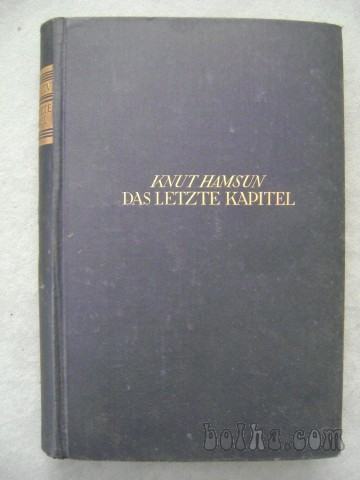 KNUT HAMSUN
DAS LETZTE KAPITEL
bolha.com